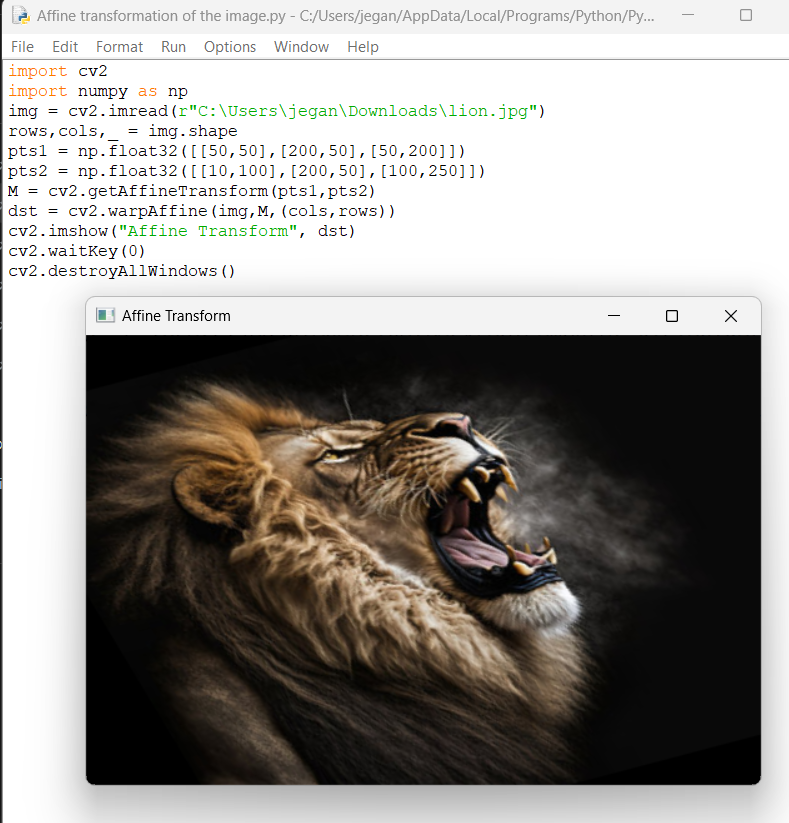 Affine transformation of the image.py - C:/Users/jegan/AppData/Local/Programs/Python/Py...
File Edit Format Run Options Window Help
import cv2
import numpy as np
img = cv2.imread(r"C:\Users\jegan\Downloads\lion.jpg")
rows,cols,_ = img.shape
pts1 = np.float32([[50,50],[200,50],[50,200]])
pts2 = np.float32([[10,100],[200,50],[100,250]])
M = cv2.getAffineTransform(pts1,pts2)
dst = cv2.warpAffine(img,M,(cols,rows))
cv2.imshow("Affine Transform", dst)
cv2.waitKey(0)
cv2.destroyAllWindows()
Affine Transform